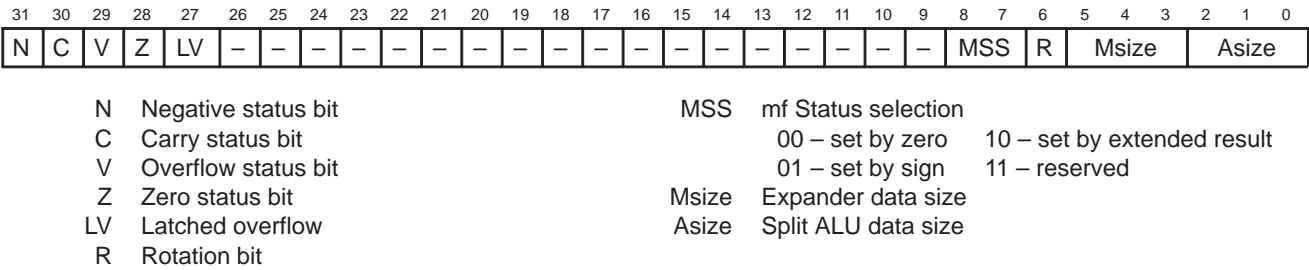 31 30 29 28 27 26 25 24 23 22 21 20 19 18 17 16 15 14 13 12 11 10 9 8 7 6 5 4 3 2 1 0
N C V Z LV – – – – – – – – – – – – – – – – – – MSS R Msize Asize
N Negative status bit MSS mf Status selection
C Carry status bit 00 – set by zero 10 – set by extended result
V Overflow status bit 01 – set by sign 11 – reserved
Z Zero status bit Msize Expander data size
LV Latched overflow Asize Split ALU data size
R Rotation bit